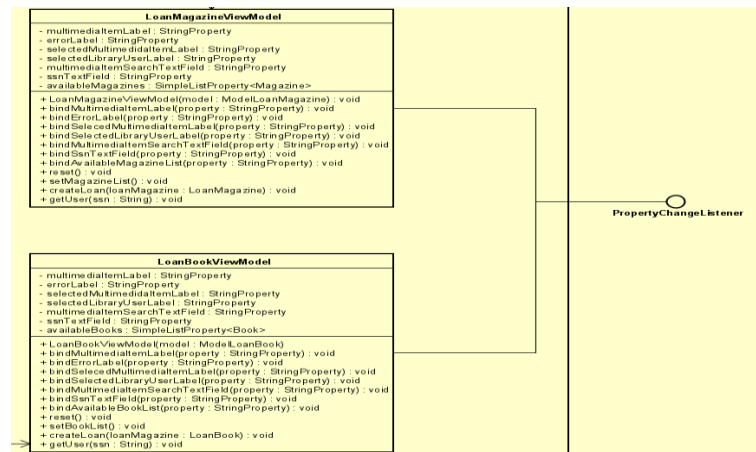 LoanMagazineViewModel
- multimediaItemLabel : StringProperty
- errorLabel : StringProperty
- selectedMultimedidaItemLabel : StringProperty
- selectedLibraryUserLabel : StringProperty
- multimediaItemSearchTextField : StringProperty
- ssnTextField : StringProperty
- availableMagazines : SimpleListProperty<Magazine>
+ LoanMagazineViewModel(model : ModelLoanMagazine) : void
+ bindMultimediaItemLabel(property : StringProperty) : void
+ bindErrorLabel(property : StringProperty) : void
+ bindSelecedMultimediaItemLabel(property : StringProperty) : void
+ bindSelectedLibraryUserLabel(property : StringProperty) : void
+ bindMultimediaItemSearchTextField(property : StringProperty) : void
+ bindSsnTextField(property : StringProperty) : void
+ bindAvailableMagazineList(property : StringProperty) : void
+ reset() : void
+ setMagazineList() : void
+ createLoan(loanMagazine : LoanMagazine) : void
+ getUser(ssn : String) : void
PropertyChangeListener
LoanBookViewModel
- multimediaItemLabel : StringProperty
- errorLabel : StringProperty
- selectedMultimedidaItemLabel : StringProperty
- selectedLibraryUserLabel : StringProperty
- multimediaItemSearchTextField : StringProperty
- ssnTextField : StringProperty
- availableBooks : SimpleListProperty<Book>
+ LoanBookViewModel(model : ModelLoanBook)
+ bindMultimediaItemLabel(property : StringProperty) : void
+ bindErrorLabel(property : StringProperty) : void
+ bindSelecedMultimediaItemLabel(property : StringProperty) : void
+ bindSelectedLibraryUserLabel(property : StringProperty) : void
+ bindMultimediaItemSearchTextField(property : StringProperty) : void
+ bindSsnTextField(property : StringProperty) : void
+ bindAvailableBookList(property : StringProperty) : void
+ reset() : void
+ setBookList() : void
+ createLoan(loanMagazine : LoanBook) : void
+ getUser(ssn : String) : void